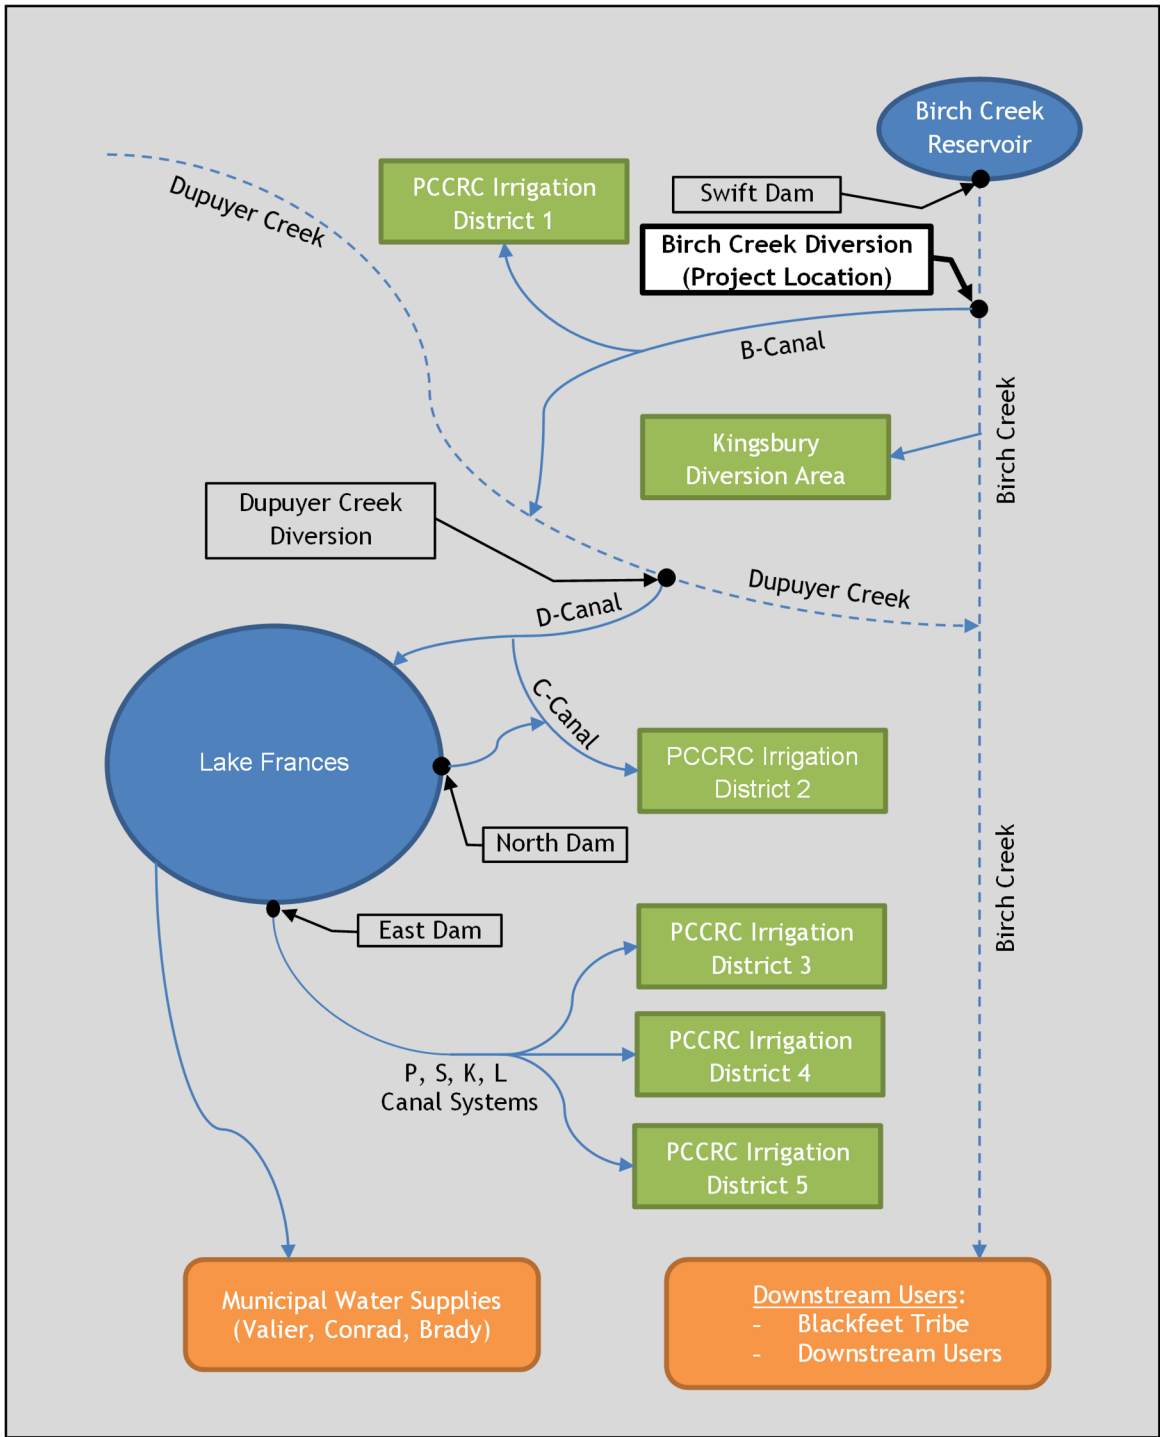 Birch Creek
Reservoir
PCCRC Irrigation
District 1
Swift Dam
Dupuyer Creek
Birch Creek Diversion
(Project Location)
B-Canal
Birch Creek
Kingsbury
Diversion Area
Dupuyer Creek
Diversion
Dupuyer Creek
D-Canal
C-Canal
Lake Frances
PCCRC Irrigation
District 2
North Dam
Birch Creek
East Dam
PCCRC Irrigation
District 3
PCCRC Irrigation
District 4
P, S, K, L
Canal Systems
PCCRC Irrigation
District 5
Municipal Water Supplies
(Valier, Conrad, Brady)
Downstream Users:
- Blackfeet Tribe
- Downstream Users